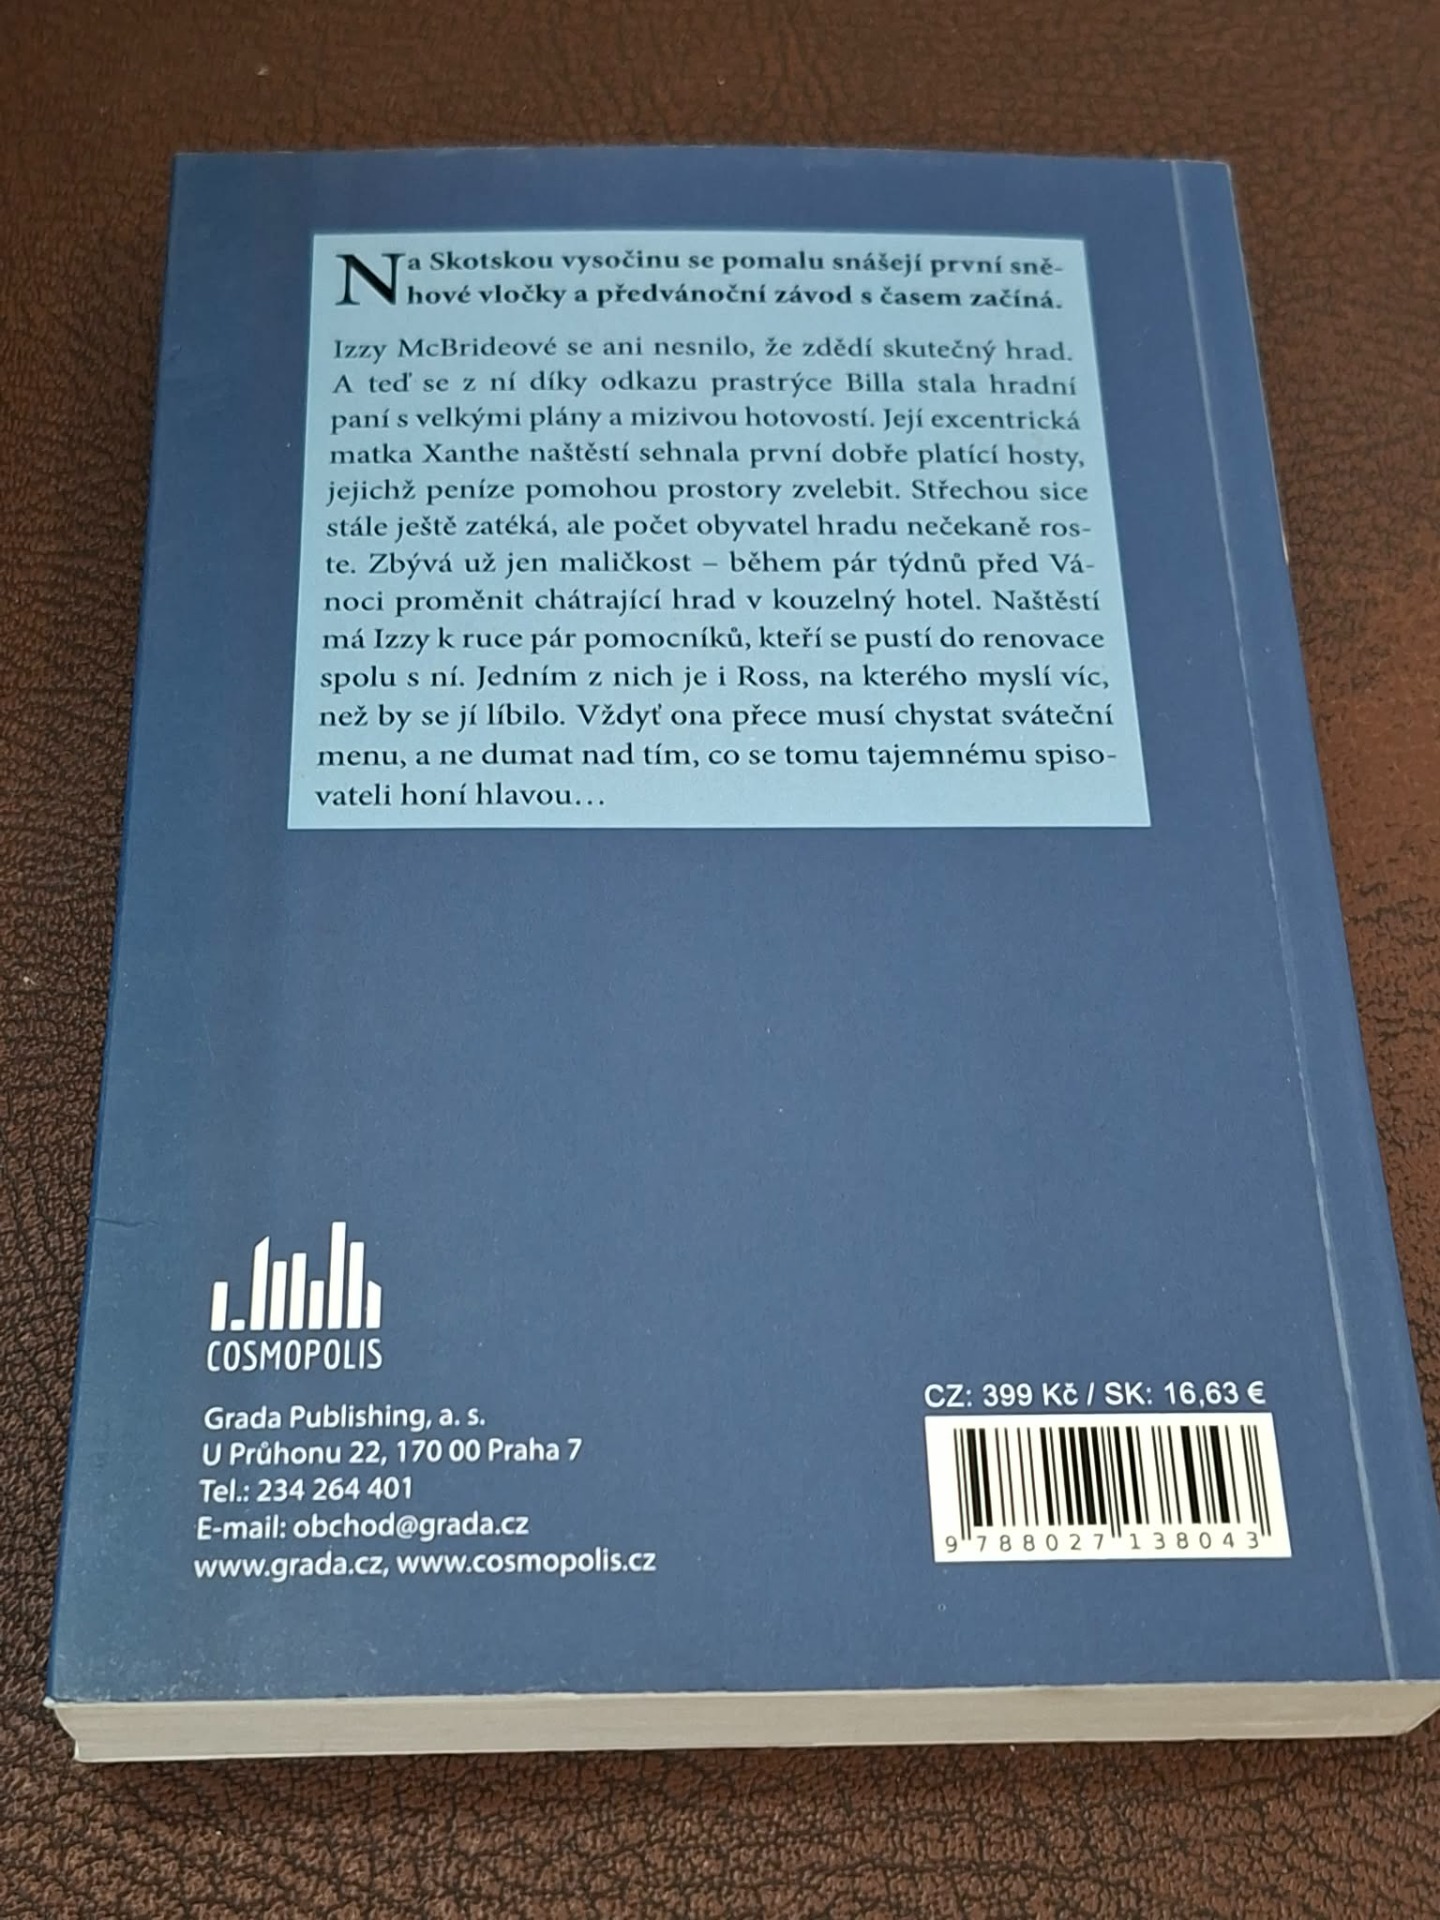 Na Skotskou vysočinu se pomalu snášejí první sně-
hové vločky a předvánoční závod s časem začíná.
Izzy McBrideové se ani nesnilo, že zdědí skutečný hrad.
A teď se z ní díky odkazu prastrýce Billa stala hradní
paní s velkými plány a mizivou hotovostí. Její excentrická
matka Xanthe naštěstí sehnala první dobře platící hosty,
jejichž peníze pomohou prostory zvelebit. Střechou sice
stále ještě zatéká, ale počet obyvatel hradu nečekaně ros-
te. Zbývá už jen maličkost – během pár týdnů před Vá-
noci proměnit chátrající hrad v kouzelný hotel. Naštěstí
má Izzy k ruce pár pomocníků, kteří se pustí do renovace
spolu s ní. Jedním z nich je i Ross, na kterého myslí víc,
než by se jí líbilo. Vždyť ona přece musí chystat sváteční
menu, a ne dumat nad tím, co se tomu tajemnému spiso-
vateli honí hlavou…
COSMOPOLIS
Grada Publishing, a. s.
U Průhonu 22, 170 00 Praha 7
Tel.: 234 264 401
E-mail: obchod@grada.cz
www.grada.cz, www.cosmopolis.cz
CZ: 399 Kč / SK: 16,63 €
9 788027 138043